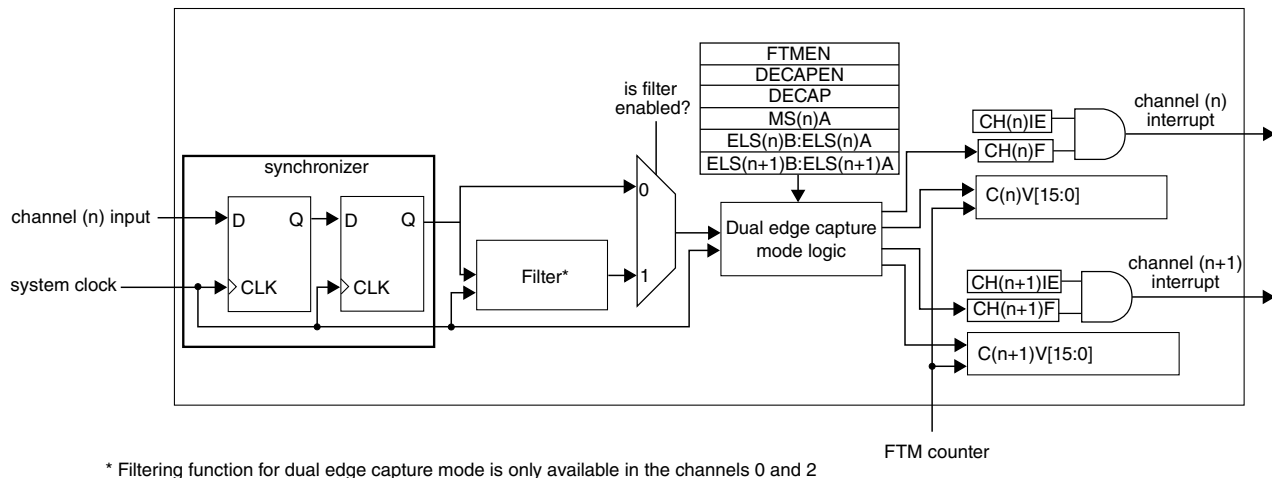 FTMEN
DECAPEN
DECAP
MS(n)A
ELS(n)B:ELS(n)A
ELS(n+1)B:ELS(n+1)A
is filter
enabled?
synchronizer
channel (n) input
D Q
D Q
system clock
CLK
CLK
Filter*
0
1
Dual edge capture
mode logic
CH(n)IE
CH(n)F
channel (n)
interrupt
C(n)V[15:0]
CH(n+1)IE
CH(n+1)F
channel (n+1)
interrupt
C(n+1)V[15:0]
FTM counter
* Filtering function for dual edge capture mode is only available in the channels 0 and 2